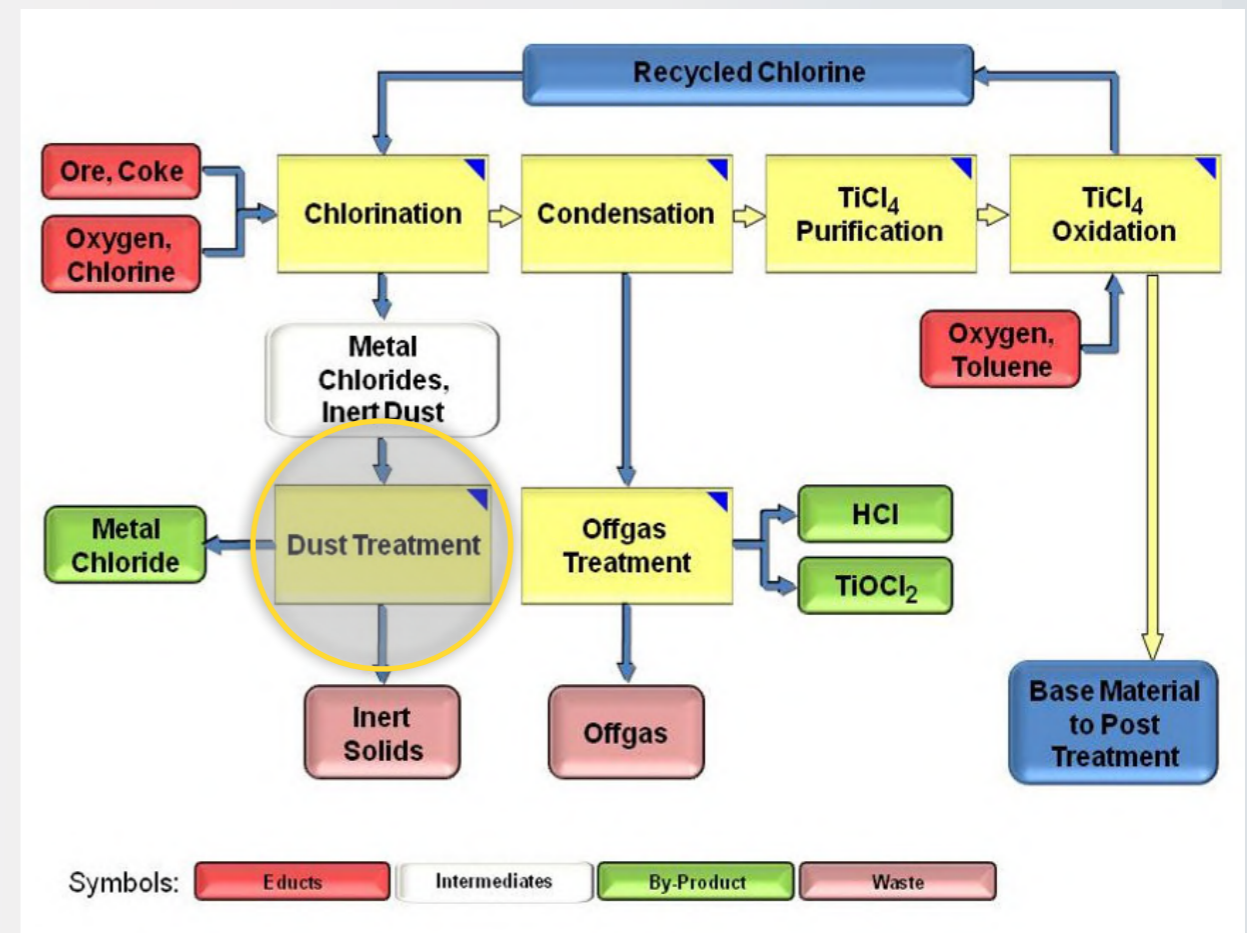 Recycled Chlorine
Ore, Coke
Oxygen,
Chlorine
Chlorination
Condensation
TiCl₄
Purification
TiCl₄
Oxidation
Oxygen,
Toluene
Metal
Chlorides,
Inert Dust
Metal
Chloride
Dust Treatment
Offgas
Treatment
HCl
TiOCl₂
Inert
Solids
Offgas
Base Material
to Post
Treatment
Symbols:
Educts
Intermediates
By-Product
Waste